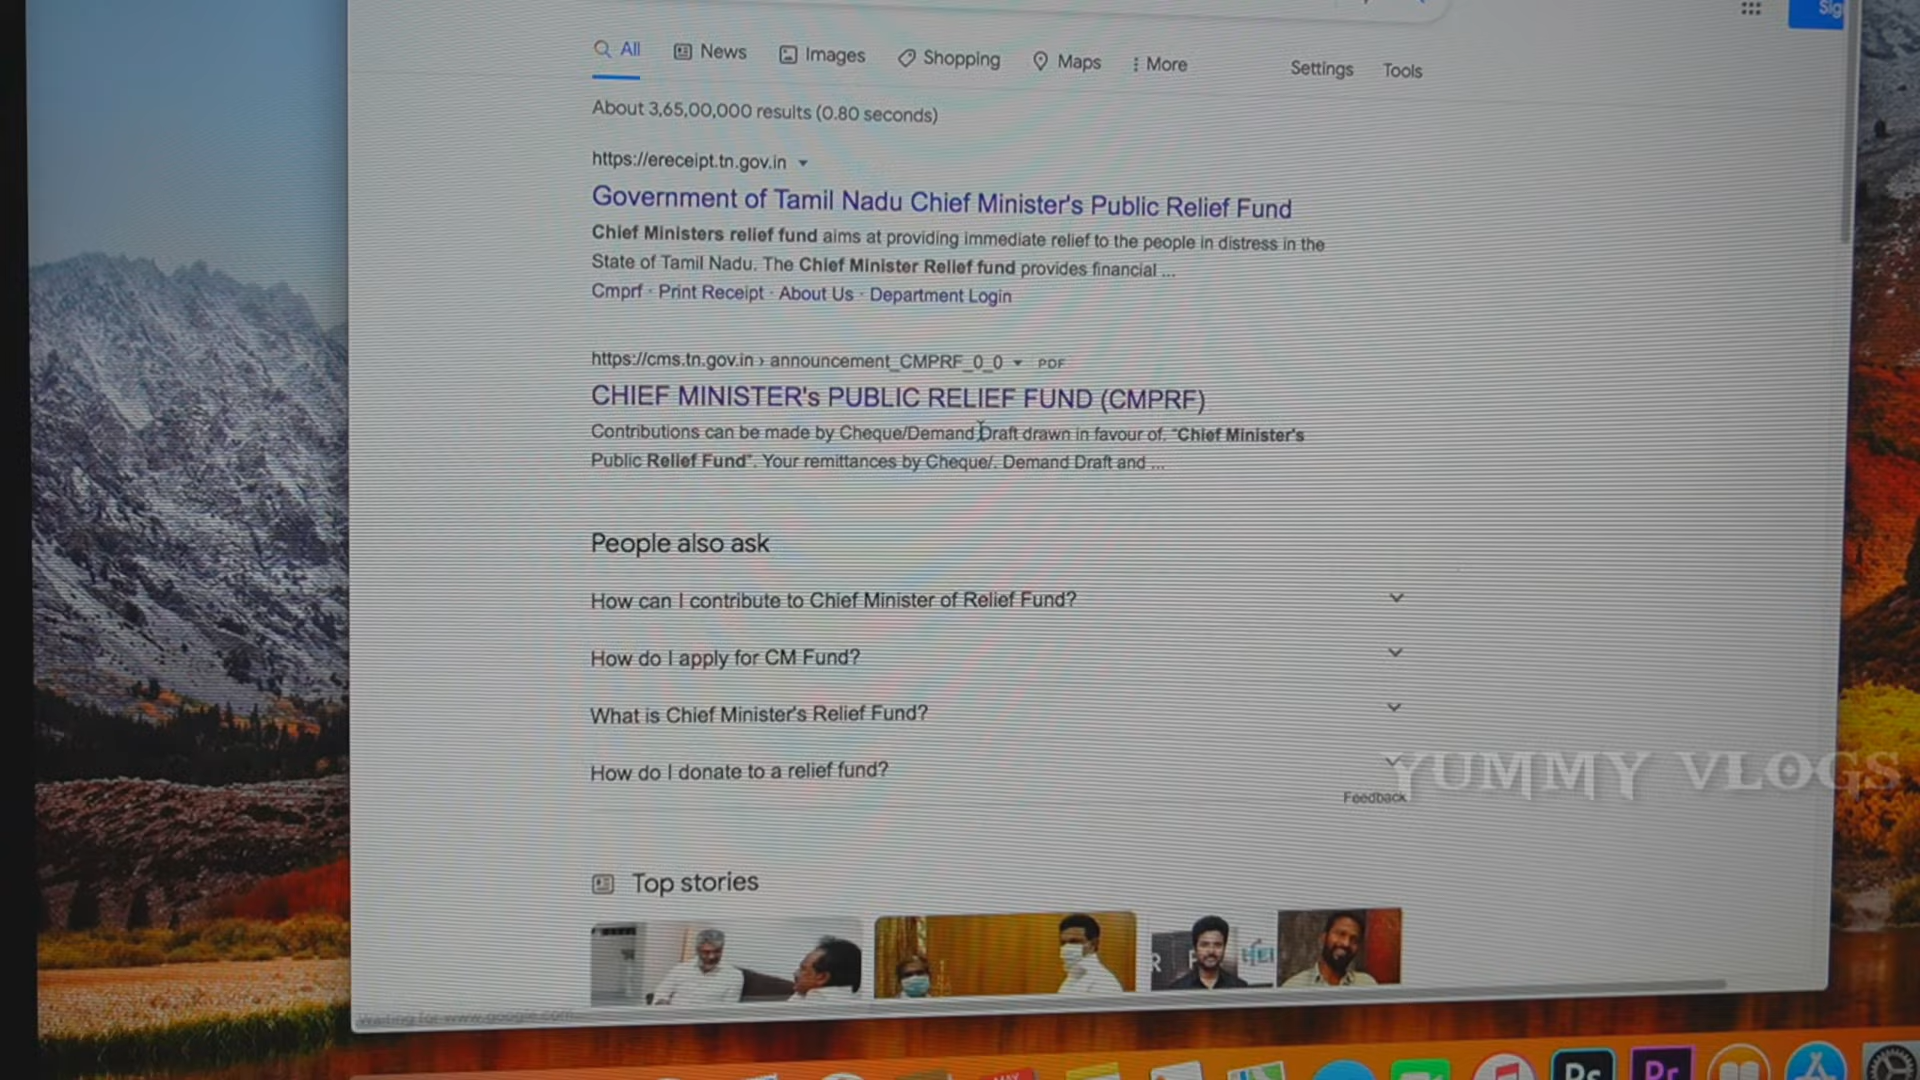 All News Images Shopping Maps More Settings Tools
About 3,65,00,000 results (0.80 seconds)
https://ereceipt.tn.gov.in
Government of Tamil Nadu Chief Minister's Public Relief Fund
Chief Ministers relief fund aims at providing immediate relief to the people in distress in the
State of Tamil Nadu. The Chief Minister Relief fund provides financial ...
Cmprf · Print Receipt · About Us · Department Login
https://cms.tn.gov.in › announcement_CMPRF_0_0 PDF
CHIEF MINISTER's PUBLIC RELIEF FUND (CMPRF)
Contributions can be made by Cheque/Demand Draft drawn in favour of. "Chief Minister's
Public Relief Fund". Your remittances by Cheque/. Demand Draft and ...
People also ask
How can I contribute to Chief Minister of Relief Fund?
How do I apply for CM Fund?
What is Chief Minister's Relief Fund?
How do I donate to a relief fund?
YUMMY VLOGS
Feedback
Top stories
Waiting for www.google.com...
Ps Pr